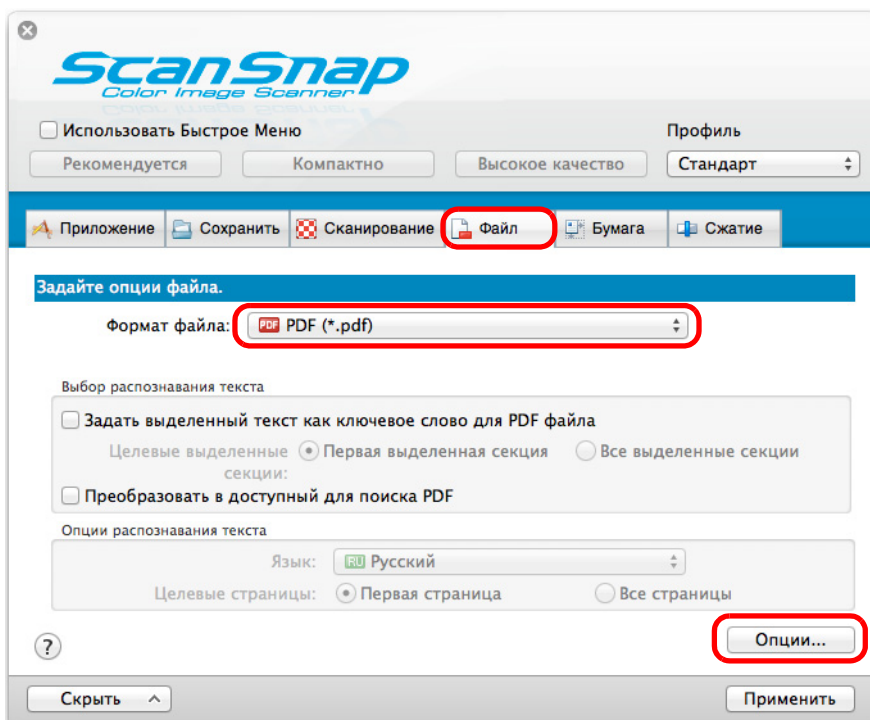 ScanSnap
Color Image Scanner
Использовать Быстрое Меню
Профиль
Рекомендуется Компактно Высокое качество Стандарт
Приложение Сохранить Сканирование Файл Бумага Сжатие
Задайте опции файла.
Формат файла: PDF PDF (*.pdf)
Выбор распознавания текста
Задать выделенный текст как ключевое слово для PDF файла
Целевые выделенные Первая выделенная секция Все выделенные секции
секции:
Преобразовать в доступный для поиска PDF
Опции распознавания текста
Язык: RU Русский
Целевые страницы: Первая страница Все страницы
? Опции...
Скрыть Применить